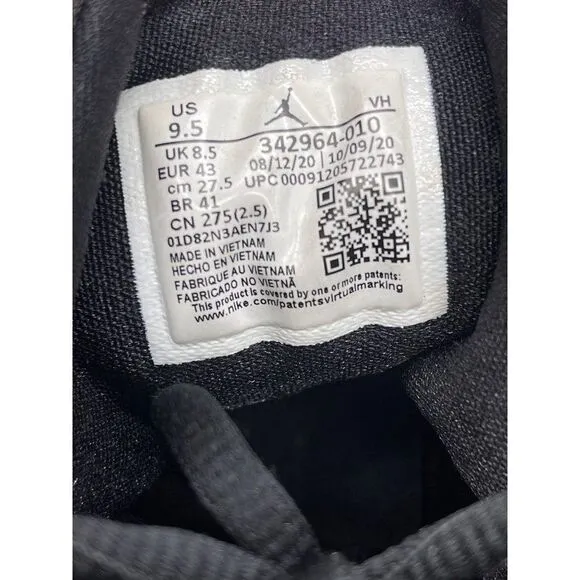 US VH
9.5 342964-010
UK 8.5 08/12/20 | 10/09/20
EUR 43 UPC 00091205722743
cm 27.5
BR 41
CN 275(2.5)
01D82N3AEN7J3
MADE IN VIETNAM
HECHO EN VIETNAM
FABRIQUE AU VIETNAM
FABRICADO NO VIETNÃ
This product is covered by one or more patents:
www.nike.com/patentsvirtualmarking